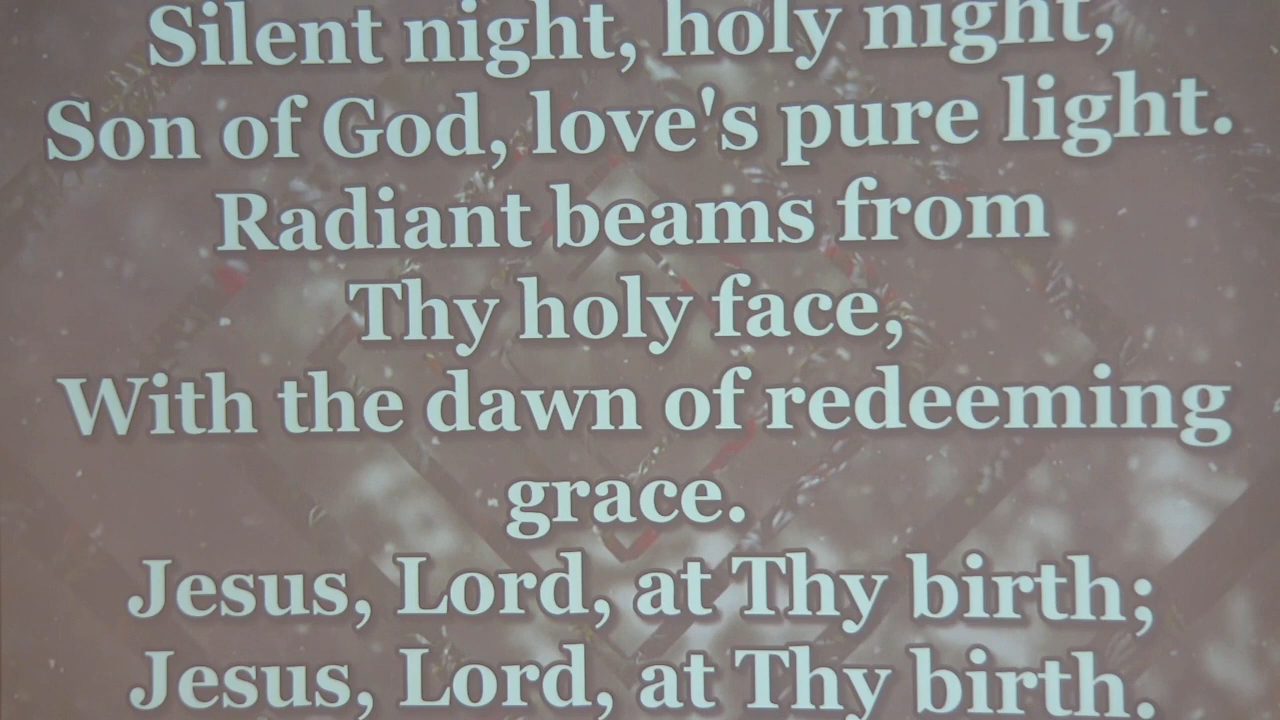 Silent night, holy night,
Son of God, love's pure light.
Radiant beams from
Thy holy face,
With the dawn of redeeming
grace.
Jesus, Lord, at Thy birth;
Jesus, Lord, at Thy birth.